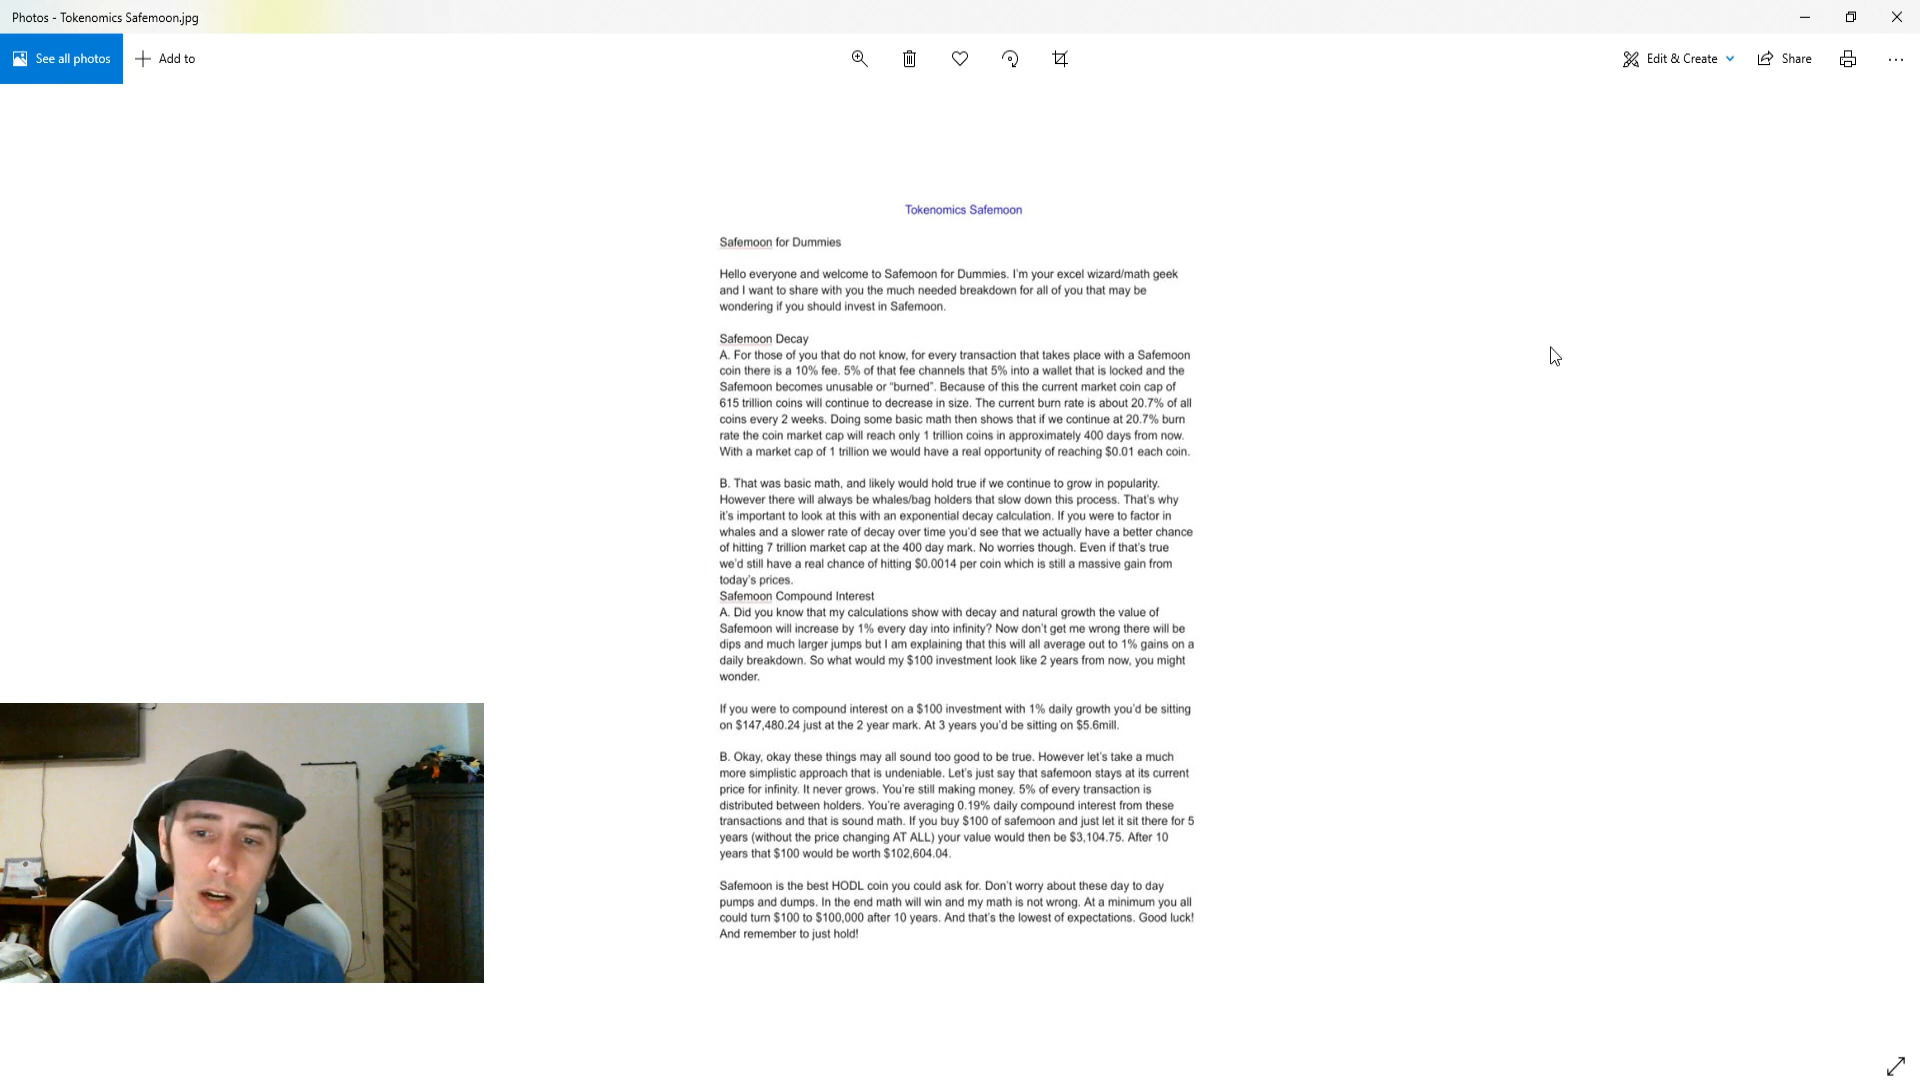 Photos - Tokenomics Safemoon.jpg
See all photos
Add to
Edit & Create
Share
Tokenomics Safemoon
Safemoon for Dummies
Hello everyone and welcome to Safemoon for Dummies. I'm your excel wizard/math geek
and I want to share with you the much needed breakdown for all of you that may be
wondering if you should invest in Safemoon.
Safemoon Decay
A. For those of you that do not know, for every transaction that takes place with a Safemoon
coin there is a 10% fee. 5% of that fee channels that 5% into a wallet that is locked and the
Safemoon becomes unusable or "burned". Because of this the current market coin cap of
615 trillion coins will continue to decrease in size. The current burn rate is about 20.7% of all
coins every 2 weeks. Doing some basic math then shows that if we continue at 20.7% burn
rate the coin market cap will reach only 1 trillion coins in approximately 400 days from now.
With a market cap of 1 trillion we would have a real opportunity of reaching $0.01 each coin.
B. That was basic math, and likely would hold true if we continue to grow in popularity.
However there will always be whales/bag holders that slow down this process. That's why
it's important to look at this with an exponential decay calculation. If you were to factor in
whales and a slower rate of decay over time you'd see that we actually have a better chance
of hitting 7 trillion market cap at the 400 day mark. No worries though. Even if that's true
we'd still have a real chance of hitting $0.0014 per coin which is still a massive gain from
today's prices.
Safemoon Compound Interest
A. Did you know that my calculations show with decay and natural growth the value of
Safemoon will increase by 1% every day into infinity? Now don't get me wrong there will be
dips and much larger jumps but I am explaining that this will all average out to 1% gains on a
daily breakdown. So what would my $100 investment look like 2 years from now, you might
wonder.
If you were to compound interest on a $100 investment with 1% daily growth you'd be sitting
on $147,480.24 just at the 2 year mark. At 3 years you'd be sitting on $5.6mill.
B. Okay, okay these things may all sound too good to be true. However let's take a much
more simplistic approach that is undeniable. Let's just say that safemoon stays at its current
price for infinity. It never grows. You're still making money. 5% of every transaction is
distributed between holders. You're averaging 0.19% daily compound interest from these
transactions and that is sound math. If you buy $100 of safemoon and just let it sit there for 5
years (without the price changing AT ALL) your value would then be $3,104.75. After 10
years that $100 would be worth $102,604.04.
Safemoon is the best HODL coin you could ask for. Don't worry about these day to day
pumps and dumps. In the end math will win and my math is not wrong. At a minimum you all
could turn $100 to $100,000 after 10 years. And that's the lowest of expectations. Good luck!
And remember to just hold!